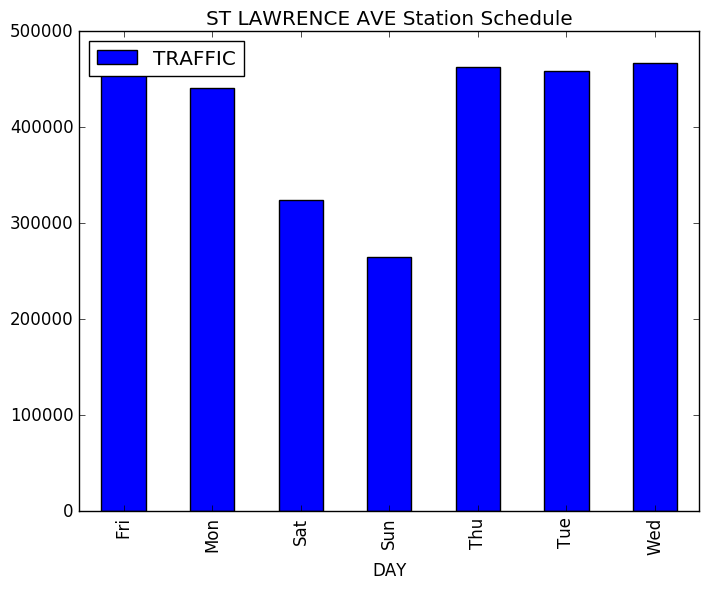 ST LAWRENCE AVE Station Schedule
500000
TRAFFIC
400000
300000
200000
100000
0
Fri Mon Sat Sun Thu Tue Wed
DAY